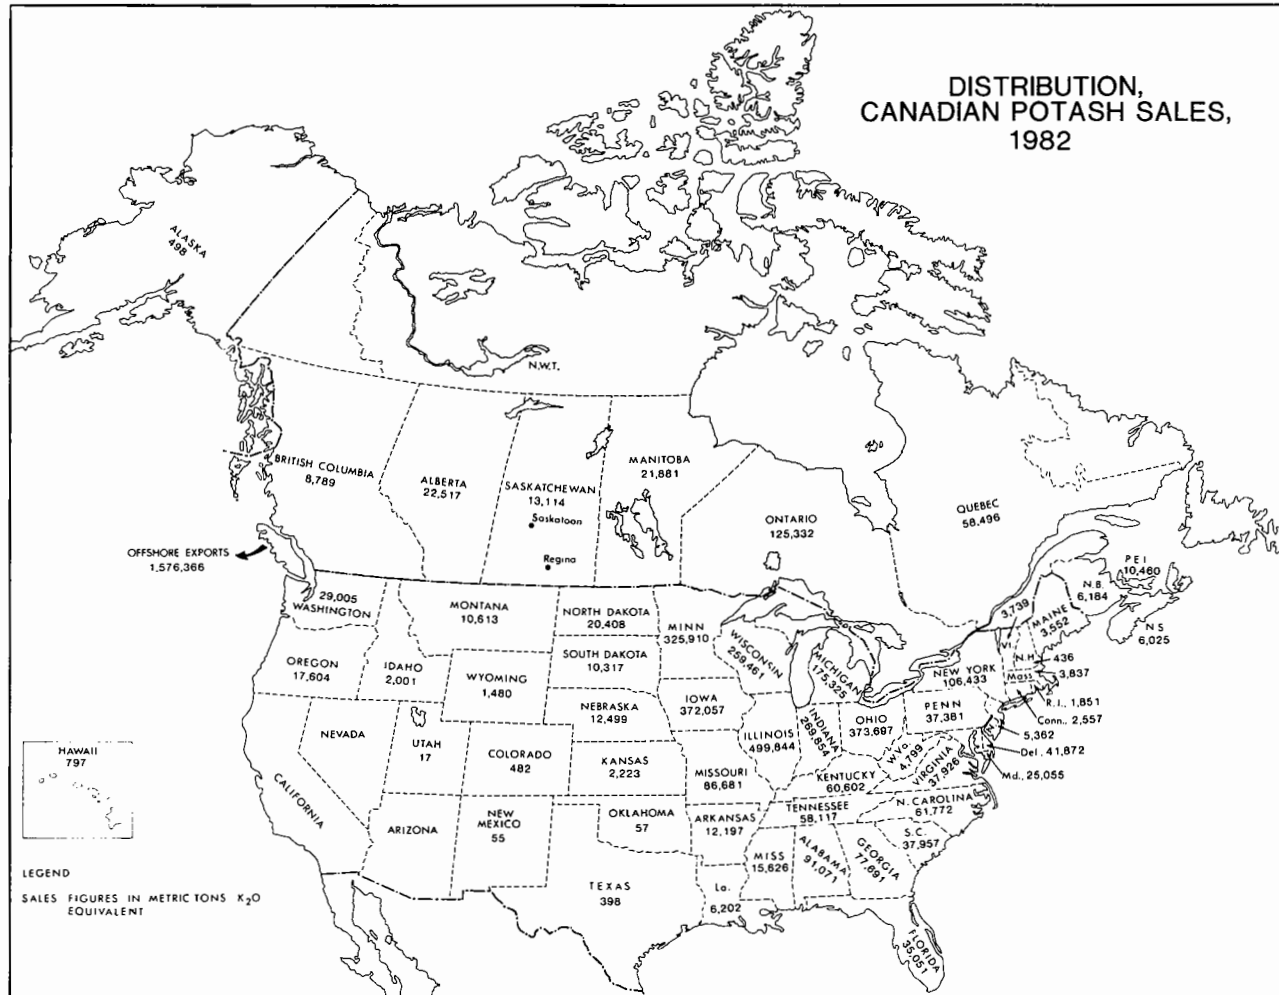 DISTRIBUTION,
CANADIAN POTASH SALES,
1982
ALASKA
498
N.W.T.
BRITISH COLUMBIA
8,789
ALBERTA
22,517
SASKATCHEWAN
13,114
Saskatoon
Regina
MANITOBA
21,881
ONTARIO
125,332
QUEBEC
58,496
PEI
10,460
N.B.
6,184
N S
6,025
OFFSHORE EXPORTS
1,576,366
29,005
WASHINGTON
MONTANA
10,613
NORTH DAKOTA
20,408
MINN
325,910
WISCONSIN
259,461
MICHIGAN
175,325
3,739
VT
MAINE
3,552
N.H.
436
Mass
3,837
R.I., 1,851
Conn., 2,557
NEW YORK
106,433
OREGON
17,604
IDAHO
2,001
WYOMING
1,480
SOUTH DAKOTA
10,317
NEBRASKA
12,499
IOWA
372,057
ILLINOIS
499,844
INDIANA
269,854
OHIO
373,697
PENN
37,381
N.J.
5,362
Del. 41,872
Md., 25,055
NEVADA
UTAH
17
COLORADO
482
KANSAS
2,223
MISSOURI
86,681
KENTUCKY
60,602
W.Va.
4,799
VIRGINIA
37,926
HAWAII
797
CALIFORNIA
ARIZONA
NEW
MEXICO
55
OKLAHOMA
57
ARKANSAS
12,197
TENNESSEE
58,117
N. CAROLINA
61,772
S.C.
37,957
TEXAS
398
La.
6,202
MISS
15,626
ALABAMA
91,071
GEORGIA
77,691
FLORIDA
35,051
LEGEND
SALES FIGURES IN METRIC TONS K₂O
EQUIVALENT